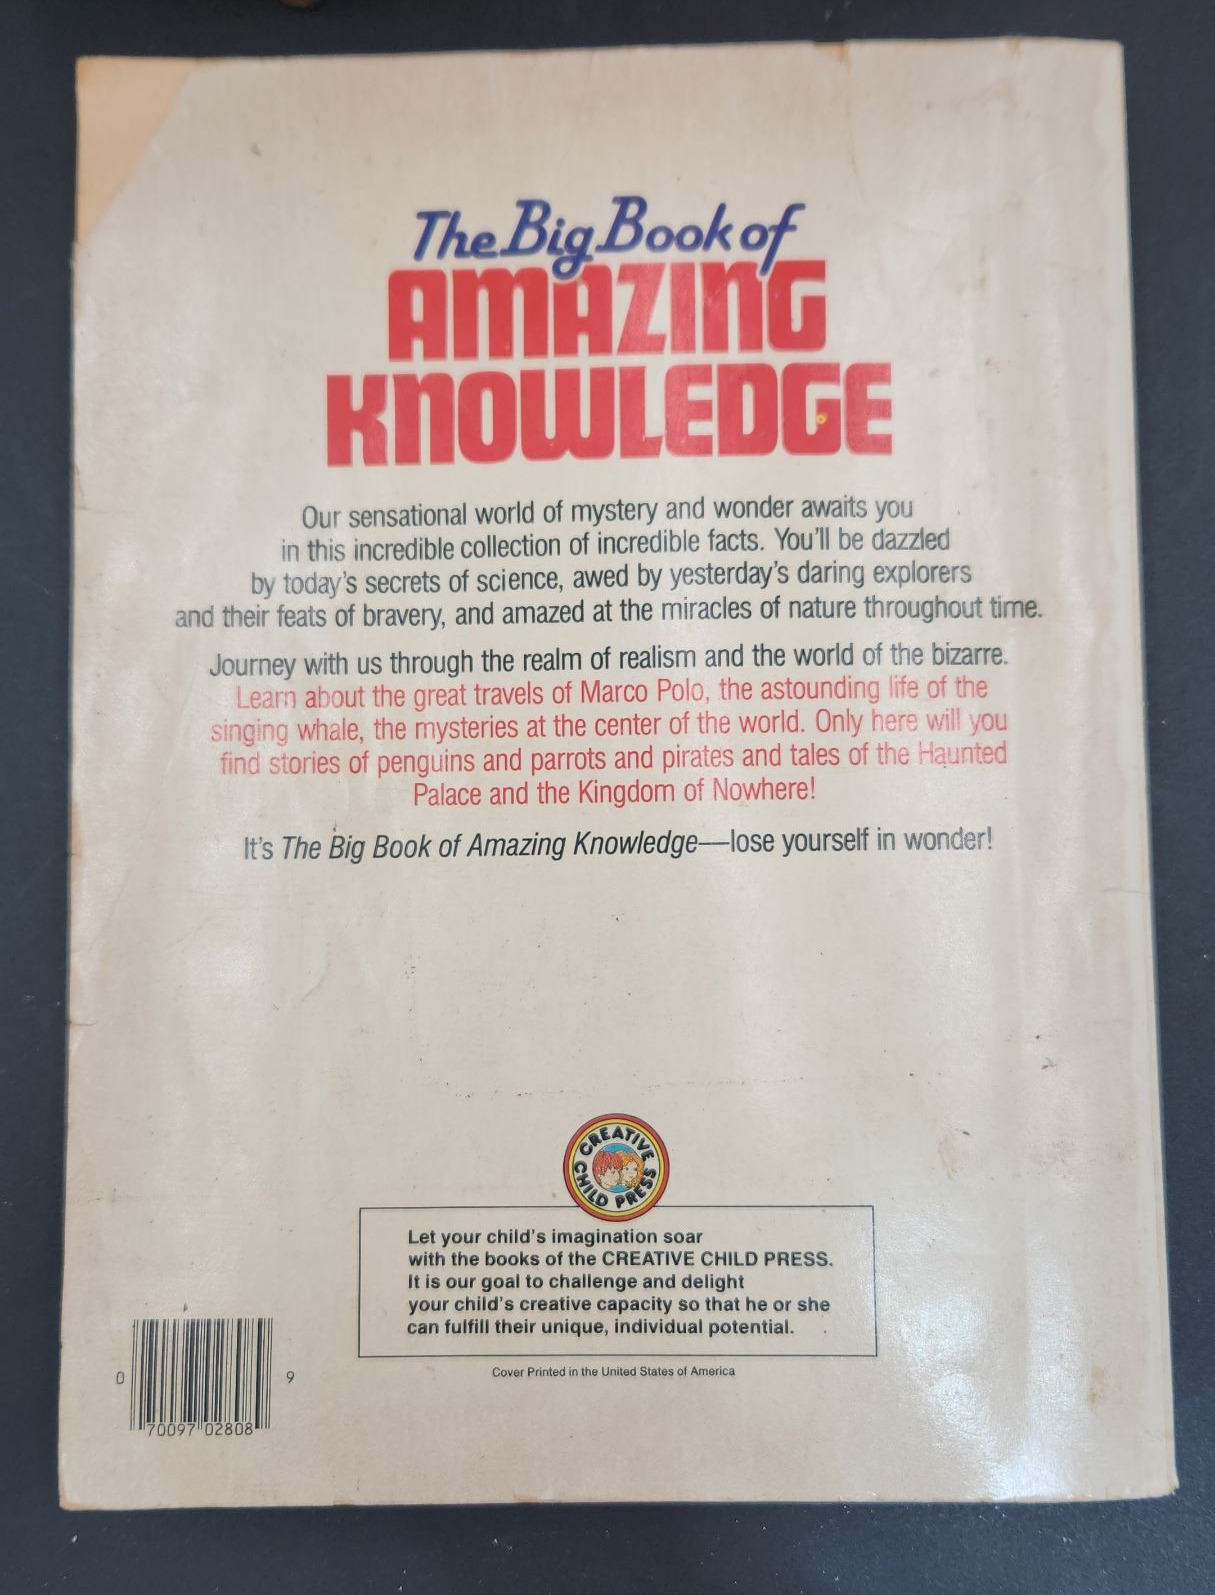 The Big Book of
AMAZING
KNOWLEDGE
Our sensational world of mystery and wonder awaits you
in this incredible collection of incredible facts. You'll be dazzled
by today's secrets of science, awed by yesterday's daring explorers
and their feats of bravery, and amazed at the miracles of nature throughout time.
Journey with us through the realm of realism and the world of the bizarre.
Learn about the great travels of Marco Polo, the astounding life of the
singing whale, the mysteries at the center of the world. Only here will you
find stories of penguins and parrots and pirates and tales of the Haunted
Palace and the Kingdom of Nowhere!
It's The Big Book of Amazing Knowledge—lose yourself in wonder!
CREATIVE
CHILD PRESS
Let your child's imagination soar
with the books of the CREATIVE CHILD PRESS.
It is our goal to challenge and delight
your child's creative capacity so that he or she
can fulfill their unique, individual potential.
Cover Printed in the United States of America
0 70097 02808 9